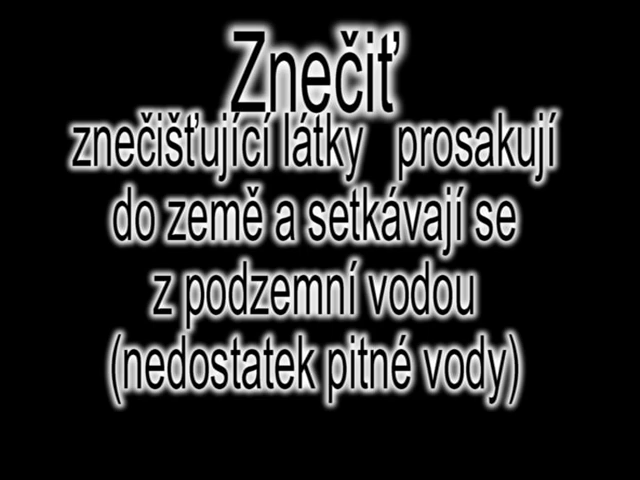 Znečiť
znečišťující látky prosakují
do země a setkávají se
z podzemní vodou
(nedostatek pitné vody)